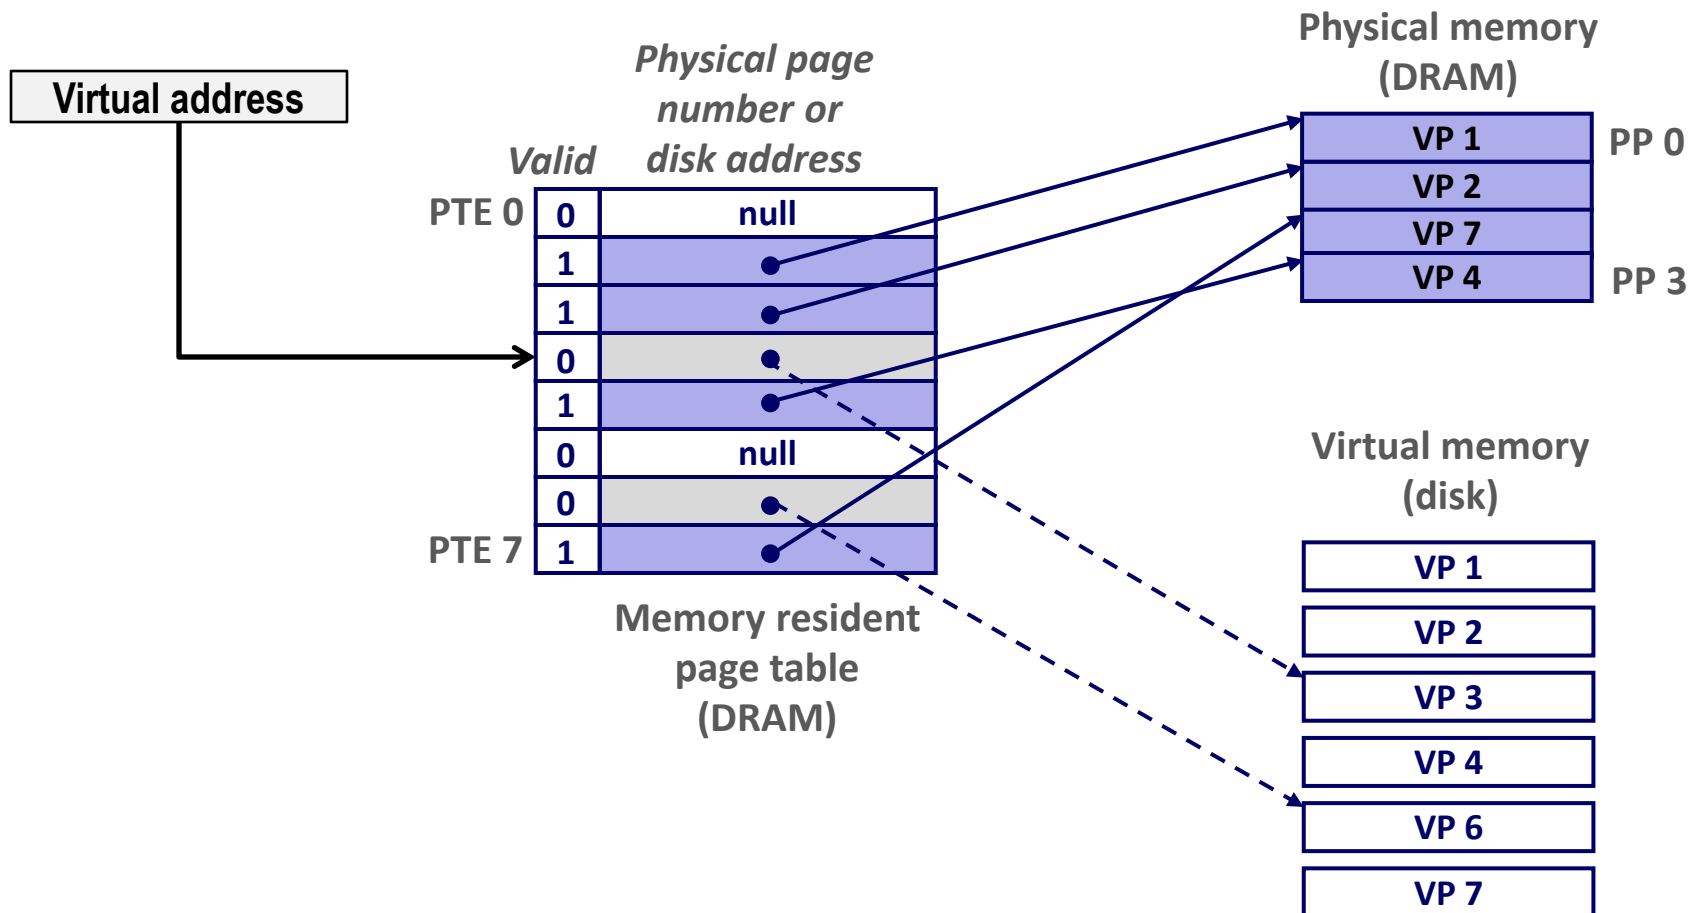 Virtual address
Physical page
number or
disk address
Valid
PTE 0
0
null
1
1
0
1
0
null
0
PTE 7
1
Memory resident
page table
(DRAM)
Physical memory
(DRAM)
VP 1
PP 0
VP 2
VP 7
VP 4
PP 3
Virtual memory
(disk)
VP 1
VP 2
VP 3
VP 4
VP 6
VP 7